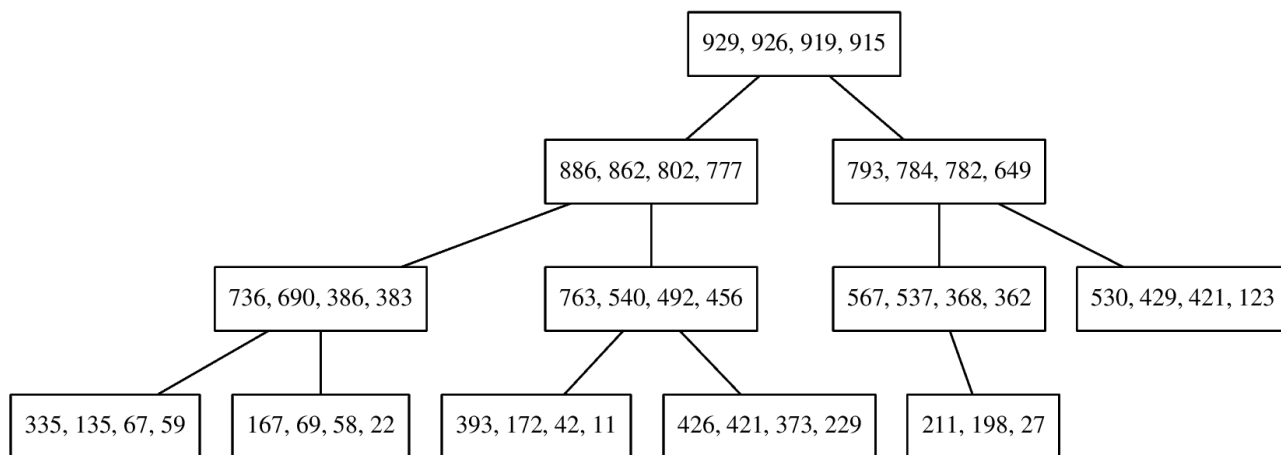 929, 926, 919, 915
886, 862, 802, 777
793, 784, 782, 649
736, 690, 386, 383
763, 540, 492, 456
567, 537, 368, 362
530, 429, 421, 123
335, 135, 67, 59
167, 69, 58, 22
393, 172, 42, 11
426, 421, 373, 229
211, 198, 27